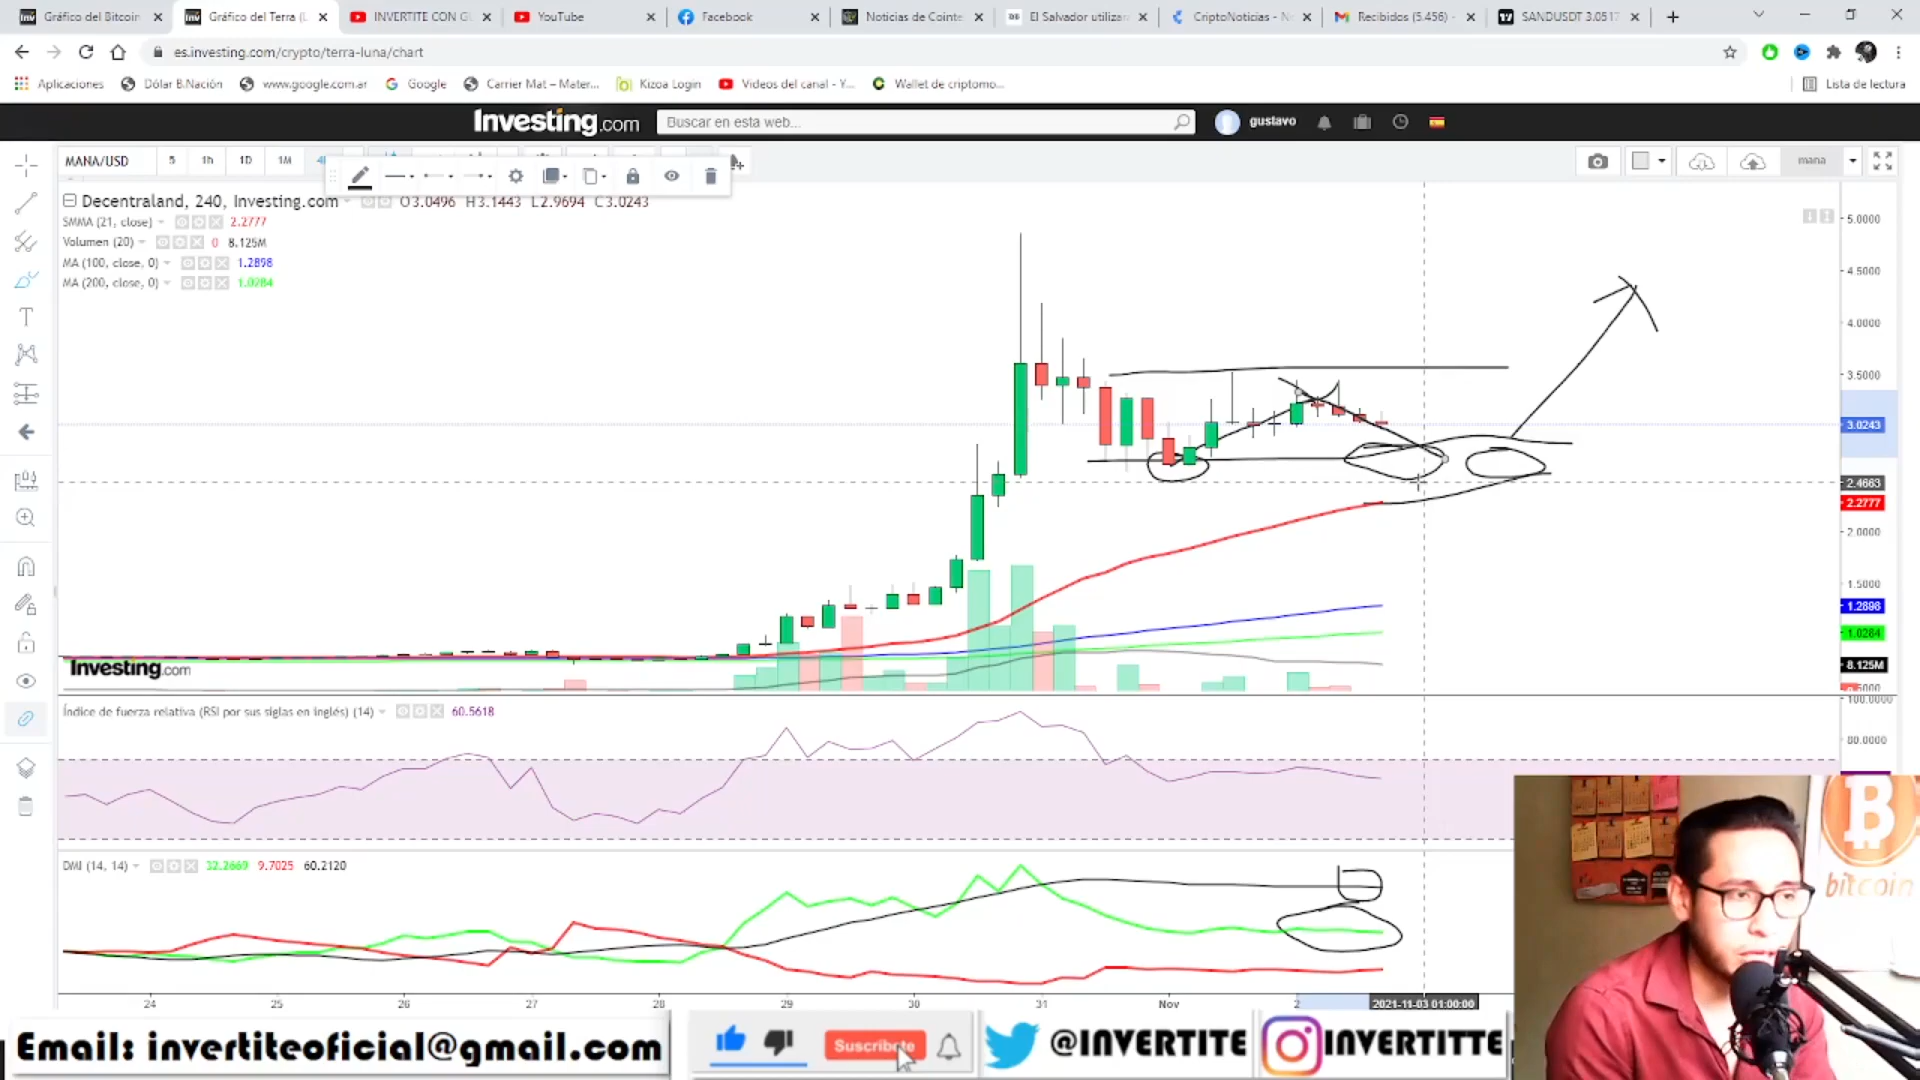 Gráfico del Bitcoin
Gráfico del Terra (L
INVERTITE CON GU
YouTube
Facebook
Noticias de Cointe
El Salvador utilizar
CriptoNoticias - No
Recibidos (5.456) -
SANDUSDT 3.0517
es.investing.com/crypto/terra-luna/chart
Aplicaciones
Dólar B.Nación
www.google.com.ar
Google
Carrier Mat – Mater...
Kizoa Login
Videos del canal - Y...
Wallet de criptomo...
Lista de lectura
Investing.com
Buscar en esta web...
gustavo
MANA/USD
5
1h
1D
1M
mana
Decentraland, 240, Investing.com
O3.0496 H3.1443 L2.9694 C3.0243
SMMA (21, close) 2.2777
Volumen (20) 0 8.125M
MA (100, close, 0) 1.2898
MA (200, close, 0) 1.0284
5.0000
4.5000
4.0000
3.5000
3.0243
2.4663
2.2777
2.0000
1.5000
1.2898
1.0284
8.125M
Investing.com
Índice de fuerza relativa (RSI por sus siglas en inglés) (14) 60.5618
100.0000
80.0000
DMI (14, 14) 32.2669 9.7025 60.2120
24
25
26
27
28
29
30
31
Nov
2
2021-11-03 01:00:00
bitcoin
Email: invertiteoficial@gmail.com
Suscribete
@INVERTITE
INVERTITTE